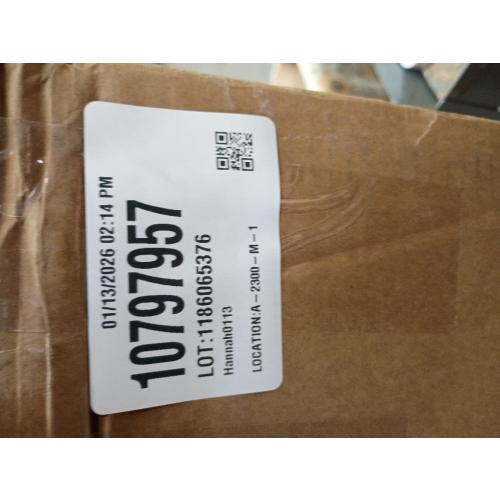 01/13/2026 02:14 PM
10797957
LOT:1186065376
Hannah0113
LOCATION:A-2300-M-1